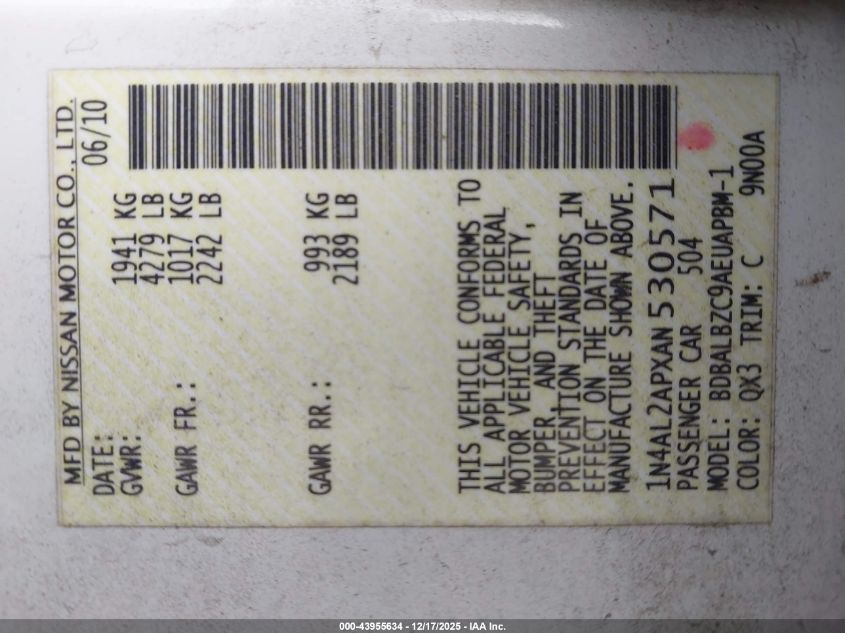 MFD BY NISSAN MOTOR CO., LTD.
DATE: 06/10
GVWR: 1941 KG
4279 LB
GAWR FR.: 1017 KG
2242 LB
GAWR RR.: 993 KG
2189 LB
THIS VEHICLE CONFORMS TO
ALL APPLICABLE FEDERAL
MOTOR VEHICLE SAFETY,
BUMPER, AND THEFT
PREVENTION STANDARDS IN
EFFECT ON THE DATE OF
MANUFACTURE SHOWN ABOVE.
1N4AL2APXAN530571
PASSENGER CAR 504
MODEL: BDBALBZC9AEUAPBM-1
COLOR: QX3 TRIM: C 9N00A
000-43955634 - 12/17/2025 - IAA Inc.